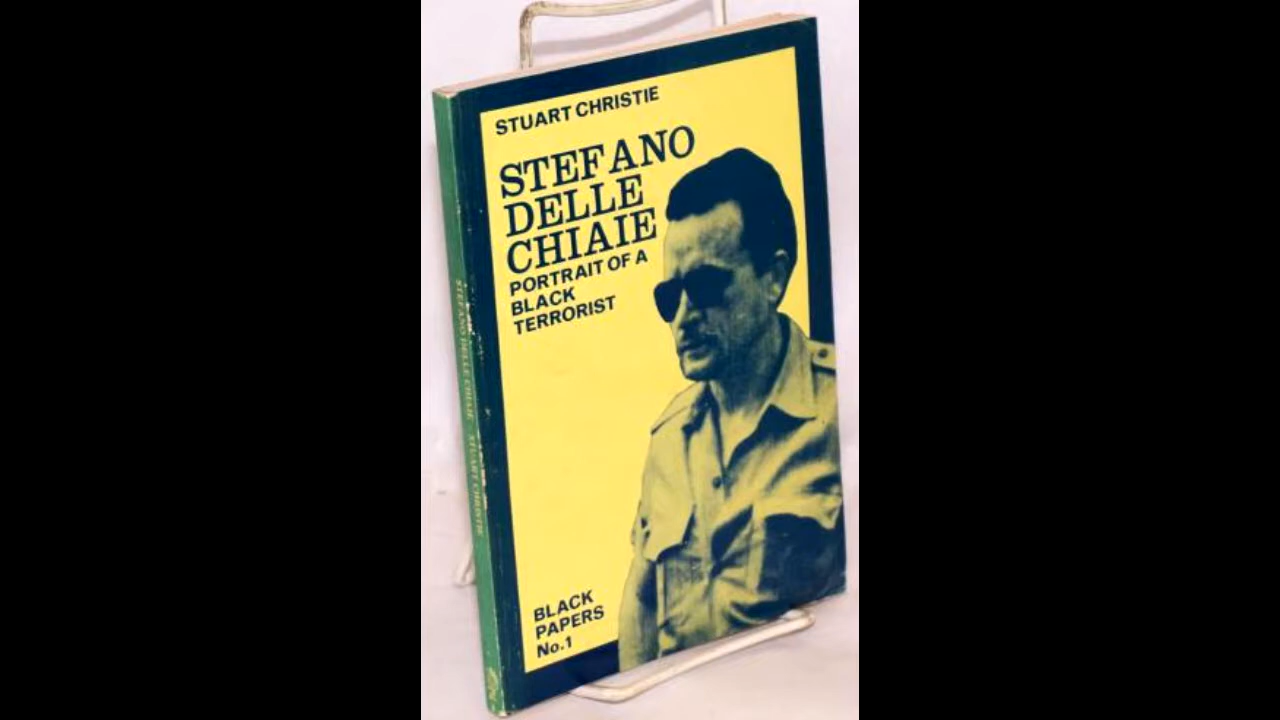 STUART CHRISTIE
STEFANO
DELLE
CHIAIE
PORTRAIT OF A
BLACK
TERRORIST
BLACK
PAPERS
No.1
STEFANO DELLE CHIAIE STUART CHRISTIE